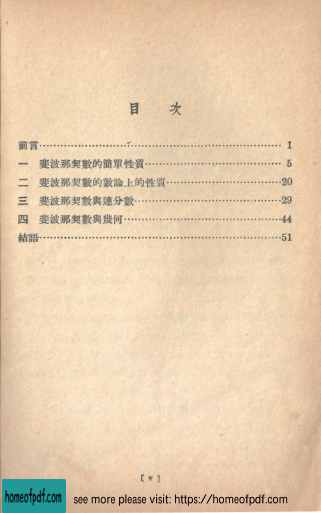 目 次
前言 1
一 斐波那契數的簡單性質 5
二 斐波那契數的數論上的性質 20
三 斐波那契數與連分數 29
四 斐波那契數與幾何 44
結語 51
homeofpdf.com see more please visit: https://homeofpdf.com